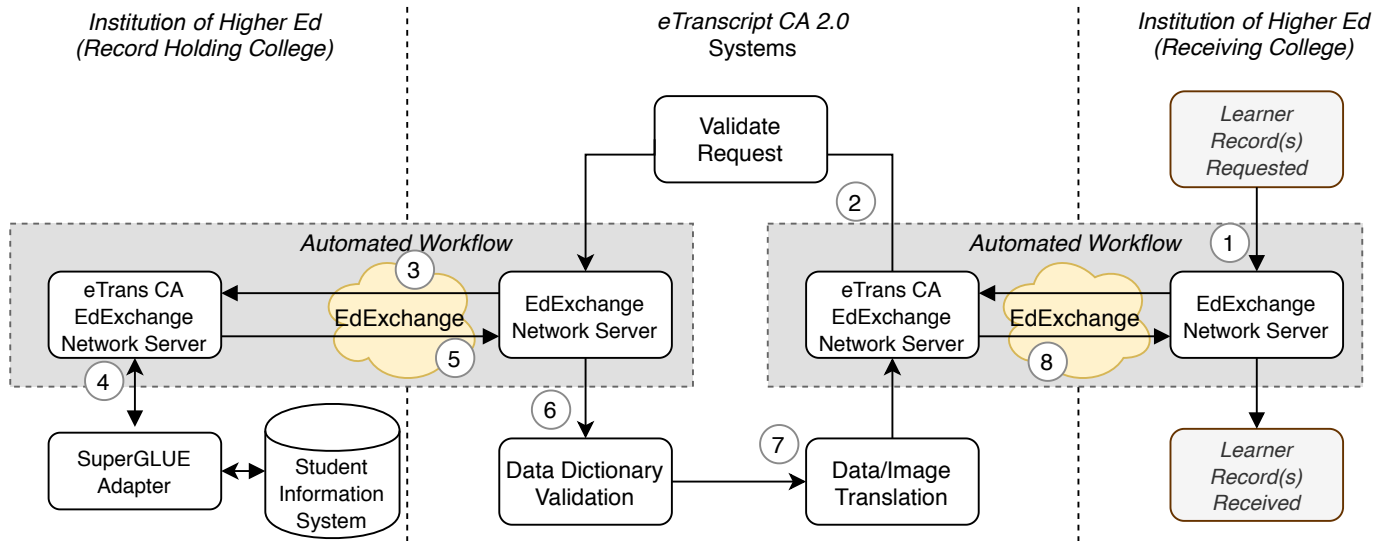 Institution of Higher Ed
(Record Holding College)
eTranscript CA 2.0
Systems
Institution of Higher Ed
(Receiving College)
Validate
Request
Learner
Record(s)
Requested
2
1
Automated Workflow
Automated Workflow
3
eTrans CA
EdExchange
Network Server
EdExchange
EdExchange
Network Server
eTrans CA
EdExchange
Network Server
EdExchange
EdExchange
Network Server
5
8
4
6
7
SuperGLUE
Adapter
Student
Information
System
Data Dictionary
Validation
Data/Image
Translation
Learner
Record(s)
Received